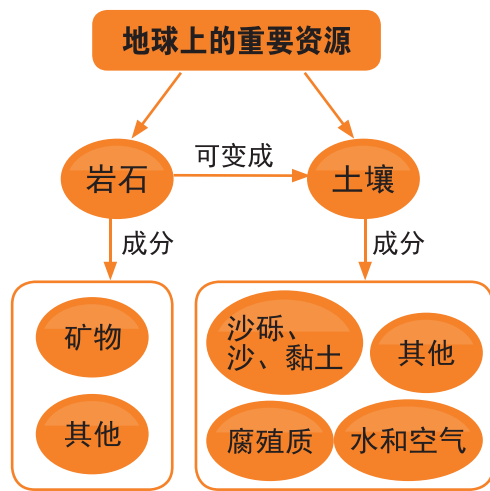 地球上的重要资源
岩石
可变成
土壤
成分
成分
矿物
其他
沙砾、
沙、黏土
其他
腐殖质
水和空气